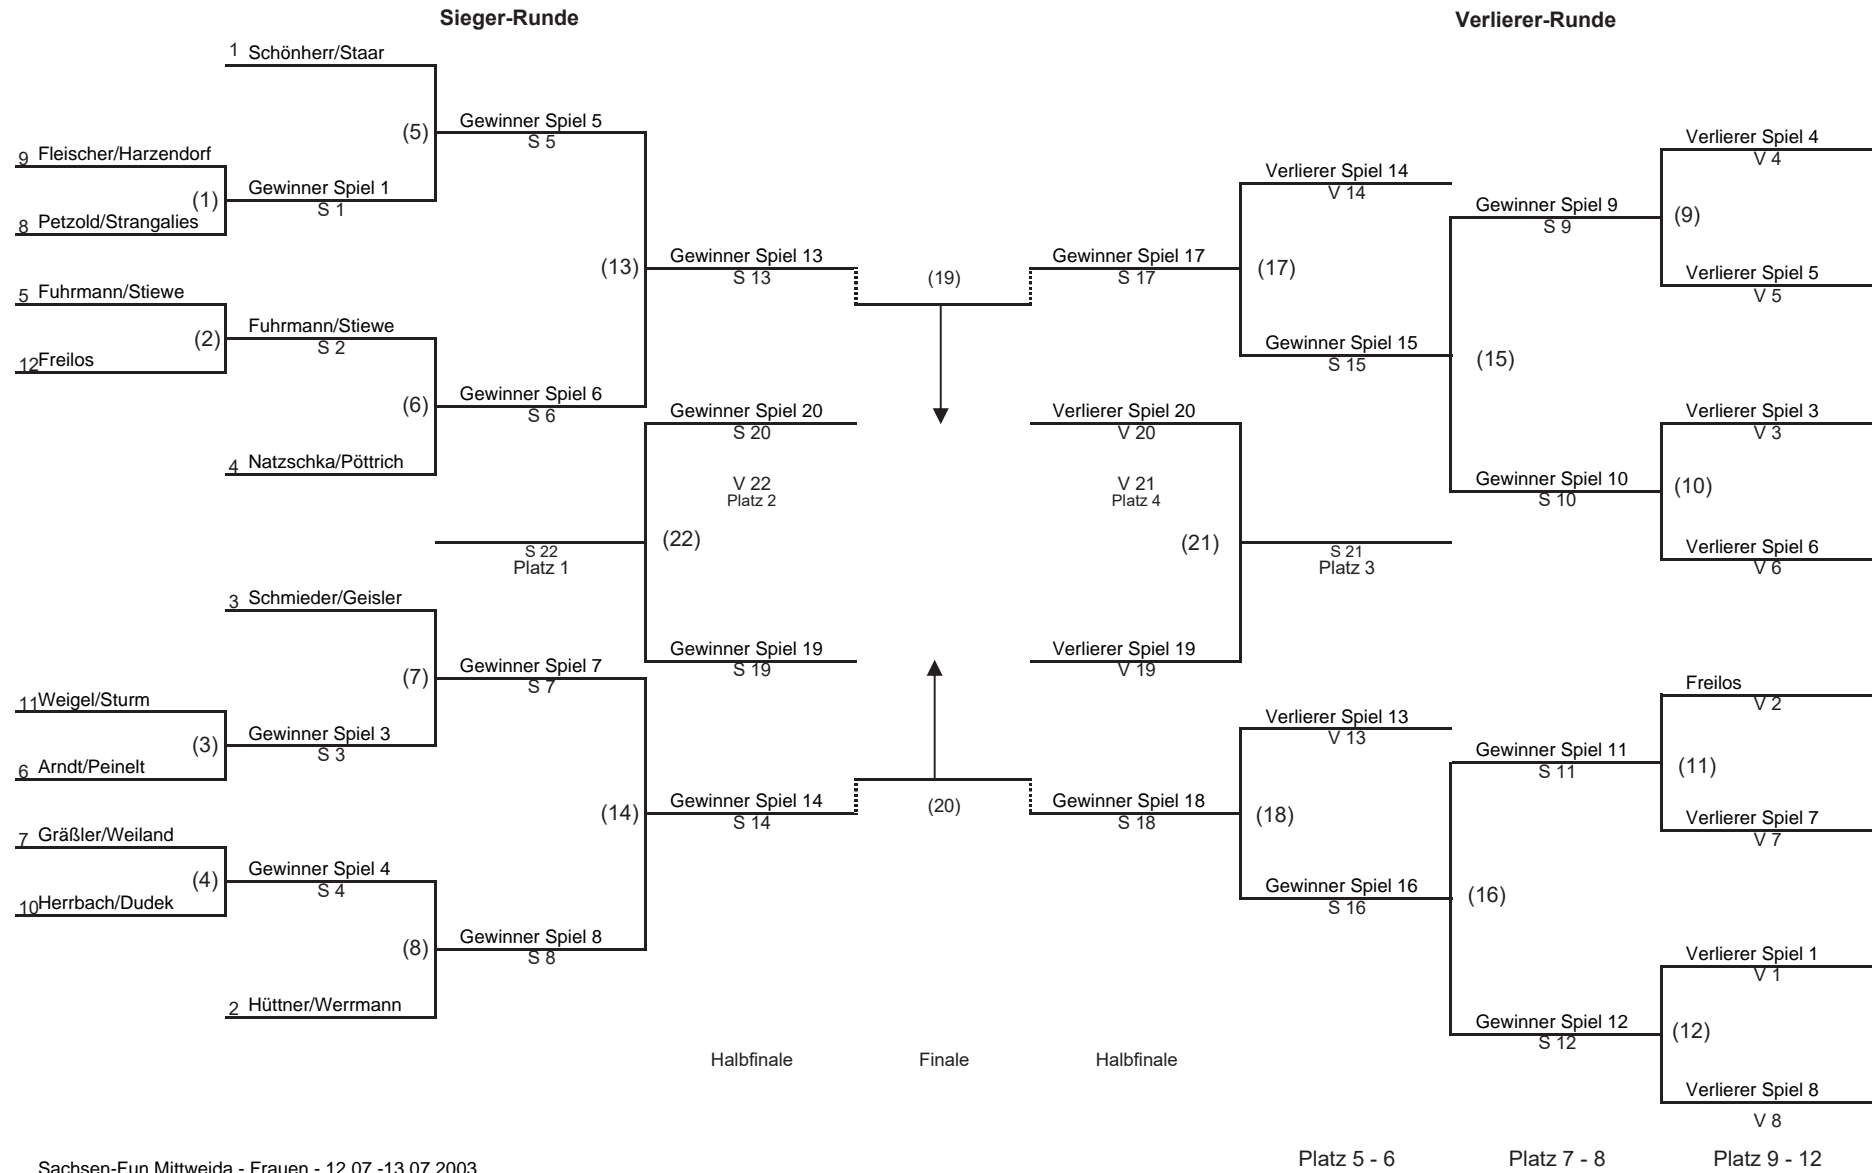 Sieger-Runde
Verlierer-Runde
1 Schönherr/Staar
(5)
Gewinner Spiel 5
S 5
9 Fleischer/Harzendorf
(1)
Gewinner Spiel 1
S 1
8 Petzold/Strangalies
(13)
Gewinner Spiel 13
S 13
5 Fuhrmann/Stiewe
(2)
Fuhrmann/Stiewe
S 2
12 Freilos
(6)
Gewinner Spiel 6
S 6
4 Natzschka/Pöttrich
Gewinner Spiel 20
S 20
V 22
Platz 2
(22)
S 22
Platz 1
3 Schmieder/Geisler
(7)
Gewinner Spiel 7
S 7
Gewinner Spiel 19
S 19
11 Weigel/Sturm
(3)
Gewinner Spiel 3
S 3
6 Arndt/Peinelt
(14)
Gewinner Spiel 14
S 14
7 Gräßler/Weiland
(4)
Gewinner Spiel 4
S 4
10 Herrbach/Dudek
(8)
Gewinner Spiel 8
S 8
2 Hüttner/Werrmann
(19)
(20)
Gewinner Spiel 17
S 17
(17)
Verlierer Spiel 14
V 14
Gewinner Spiel 15
S 15
(15)
Gewinner Spiel 9
S 9
(9)
Verlierer Spiel 4
V 4
Verlierer Spiel 5
V 5
Verlierer Spiel 20
V 20
V 21
Platz 4
(21)
S 21
Platz 3
Gewinner Spiel 10
S 10
(10)
Verlierer Spiel 3
V 3
Verlierer Spiel 6
V 6
Verlierer Spiel 19
V 19
Verlierer Spiel 13
V 13
Gewinner Spiel 18
S 18
(18)
Gewinner Spiel 16
S 16
(16)
Gewinner Spiel 11
S 11
(11)
Freilos
V 2
Verlierer Spiel 7
V 7
Gewinner Spiel 12
S 12
(12)
Verlierer Spiel 1
V 1
Verlierer Spiel 8
V 8
Halbfinale
Finale
Halbfinale
Platz 5 - 6
Platz 7 - 8
Platz 9 - 12
Sachsen-Fun Mittweida - Frauen - 12.07.-13.07.2003